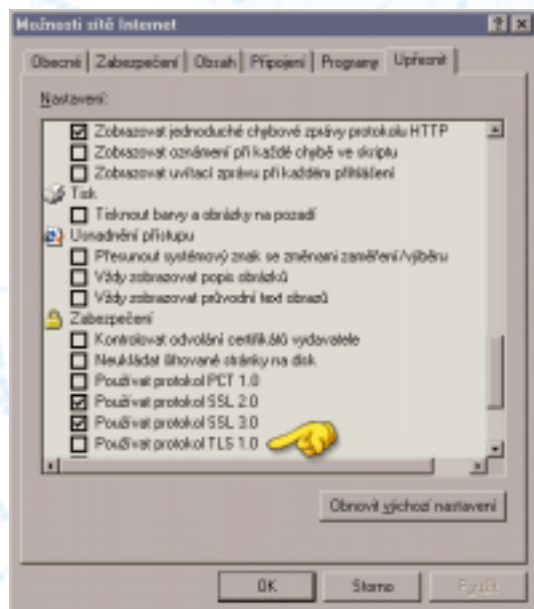 Možnosti sítě Internet
Obecné Zabezpečení Obsah Připojení Programy Upřesnit
Nastavení:
Zobrazovat jednoduché chybové zprávy protokolu HTTP
Zobrazovat oznámení při každé chybě ve skriptu
Zobrazovat uvítací zprávu při každém přihlášení
Tisk
Tisknout barvy a obrázky na pozadí
Usnadnění přístupu
Přesunout systémový znak se změnami zaměření/výběru
Vždy zobrazovat popis obrázků
Vždy zobrazovat průvodní text obrazů
Zabezpečení
Kontrolovat odvolání certifikátů vydavatele
Neukládat šifrované stránky na disk
Používat protokol PCT 1.0
Používat protokol SSL 2.0
Používat protokol SSL 3.0
Používat protokol TLS 1.0
Obnovit výchozí nastavení
OK Storno Použít